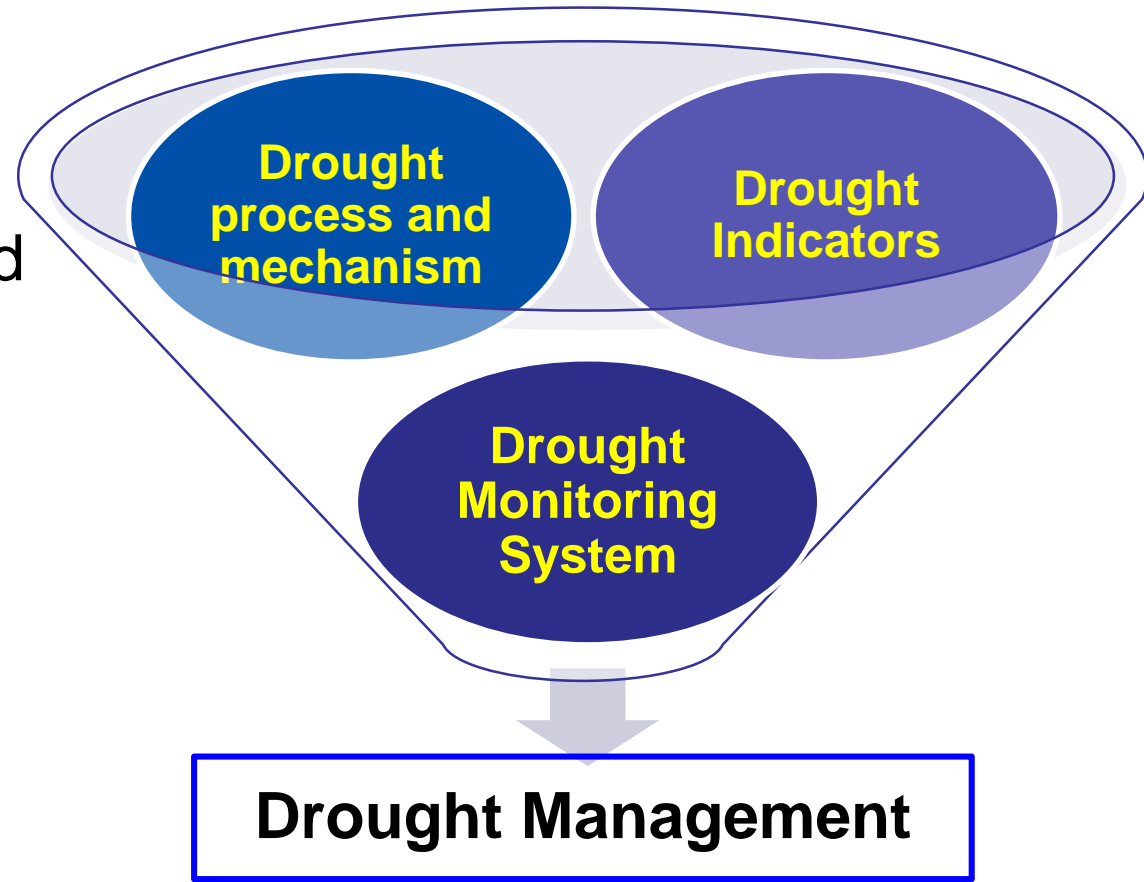 Drought
process and
mechanism
Drought
Indicators
d
Drought
Monitoring
System
Drought Management